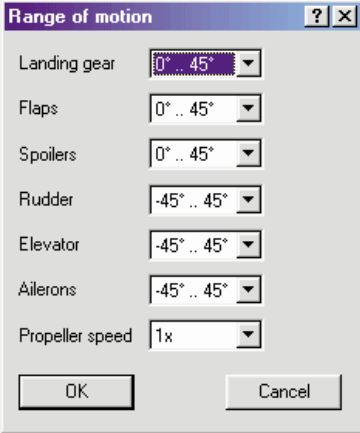 Range of motion
Landing gear 0° .. 45°
Flaps 0° .. 45°
Spoilers 0° .. 45°
Rudder -45° .. 45°
Elevator -45° .. 45°
Ailerons -45° .. 45°
Propeller speed 1x
OK Cancel